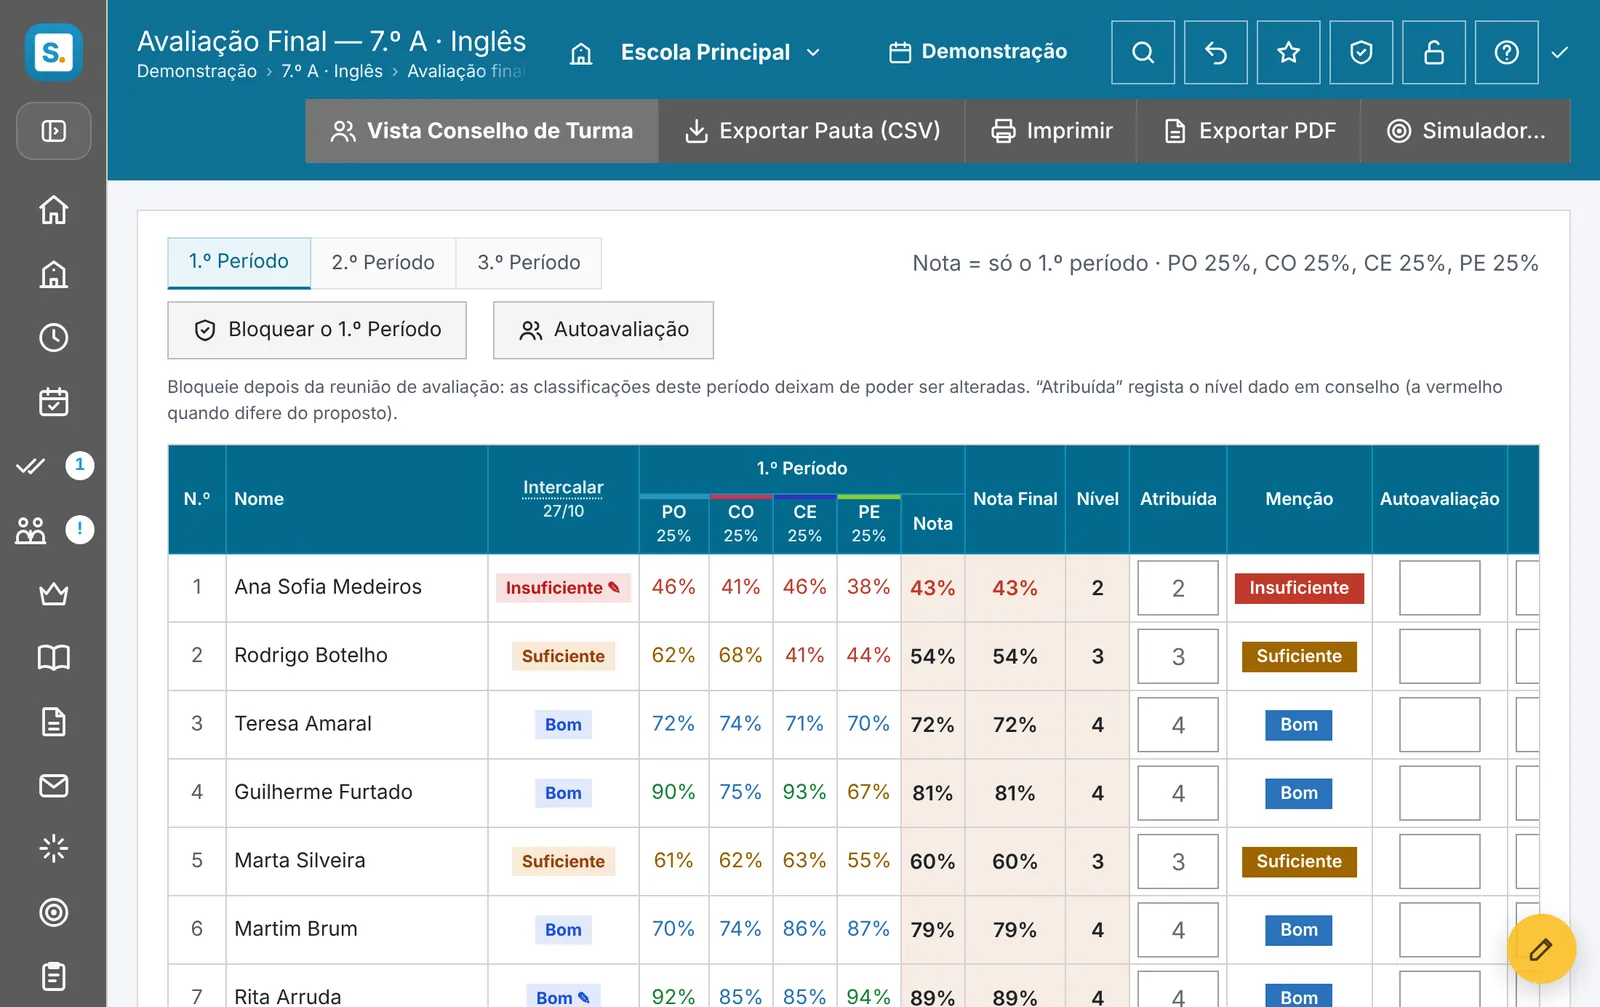 S.
Avaliação Final — 7.º A · Inglês
Demonstração › 7.º A · Inglês › Avaliação final
Escola Principal
Demonstração
Vista Conselho de Turma
Exportar Pauta (CSV)
Imprimir
Exportar PDF
Simulador...
1
!
1.º Período
2.º Período
3.º Período
Nota = só o 1.º período · PO 25%, CO 25%, CE 25%, PE 25%
Bloquear o 1.º Período
Autoavaliação
Bloqueie depois da reunião de avaliação: as classificações deste período deixam de poder ser alteradas. “Atribuída” regista o nível dado em conselho (a vermelho
quando difere do proposto).
N.º Nome Intercalar 27/10 1.º Período PO 25% CO 25% CE 25% PE 25% Nota Nota Final Nível Atribuída Menção Autoavaliação
1 Ana Sofia Medeiros Insuficiente ✎ 46% 41% 46% 38% 43% 43% 2 2 Insuficiente
2 Rodrigo Botelho Suficiente 62% 68% 41% 44% 54% 54% 3 3 Suficiente
3 Teresa Amaral Bom 72% 74% 71% 70% 72% 72% 4 4 Bom
4 Guilherme Furtado Bom 90% 75% 93% 67% 81% 81% 4 4 Bom
5 Marta Silveira Suficiente 61% 62% 63% 55% 60% 60% 3 3 Suficiente
6 Martim Brum Bom 70% 74% 86% 87% 79% 79% 4 4 Bom
7 Rita Arruda Bom ✎ 92% 85% 85% 94% 89% 89% 4 4 Bom